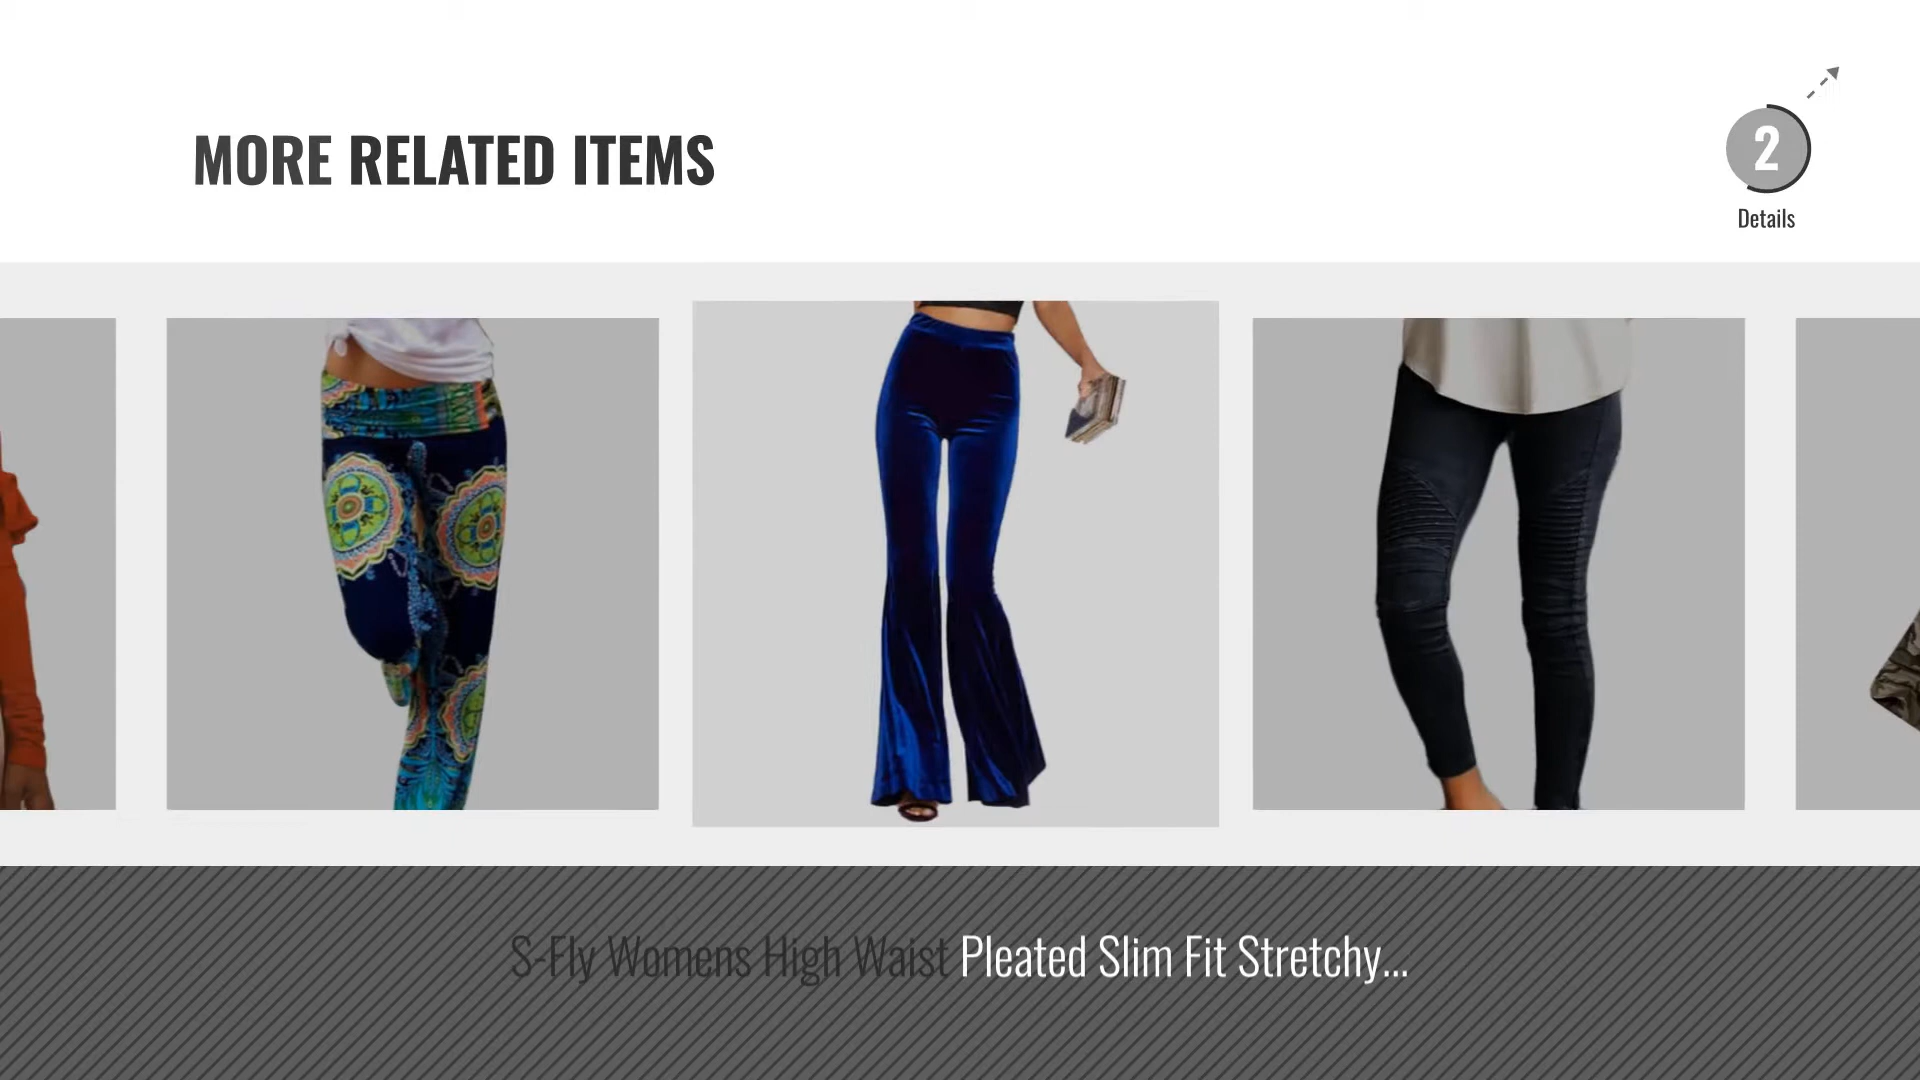 MORE RELATED ITEMS
2
Details
S-Fly Womens High Waist Pleated Slim Fit Stretchy...